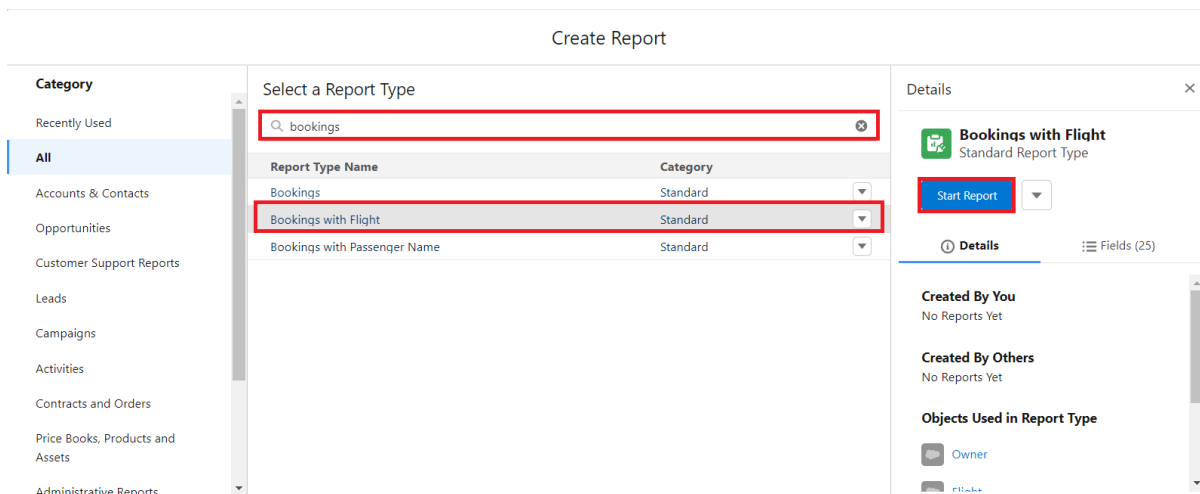 Create Report
Category
Recently Used
All
Accounts & Contacts
Opportunities
Customer Support Reports
Leads
Campaigns
Activities
Contracts and Orders
Price Books, Products and
Assets
Administrative Reports
Select a Report Type
bookings
Report Type Name Category
Bookings Standard
Bookings with Flight Standard
Bookings with Passenger Name Standard
Details
Bookings with Flight
Standard Report Type
Start Report
Details Fields (25)
Created By You
No Reports Yet
Created By Others
No Reports Yet
Objects Used in Report Type
Owner
Flight